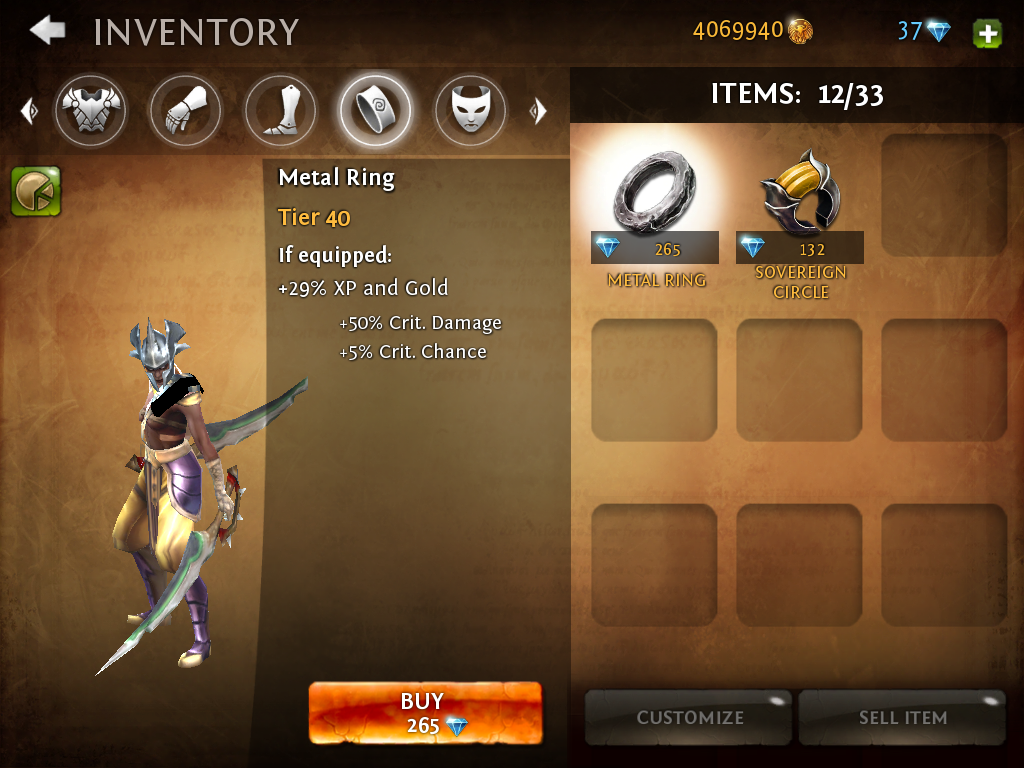 INVENTORY
4069940
37
ITEMS: 12/33
Metal Ring
Tier 40
If equipped:
+29% XP and Gold
+50% Crit. Damage
+5% Crit. Chance
265
METAL RING
132
SOVEREIGN
CIRCLE
BUY
265
CUSTOMIZE
SELL ITEM